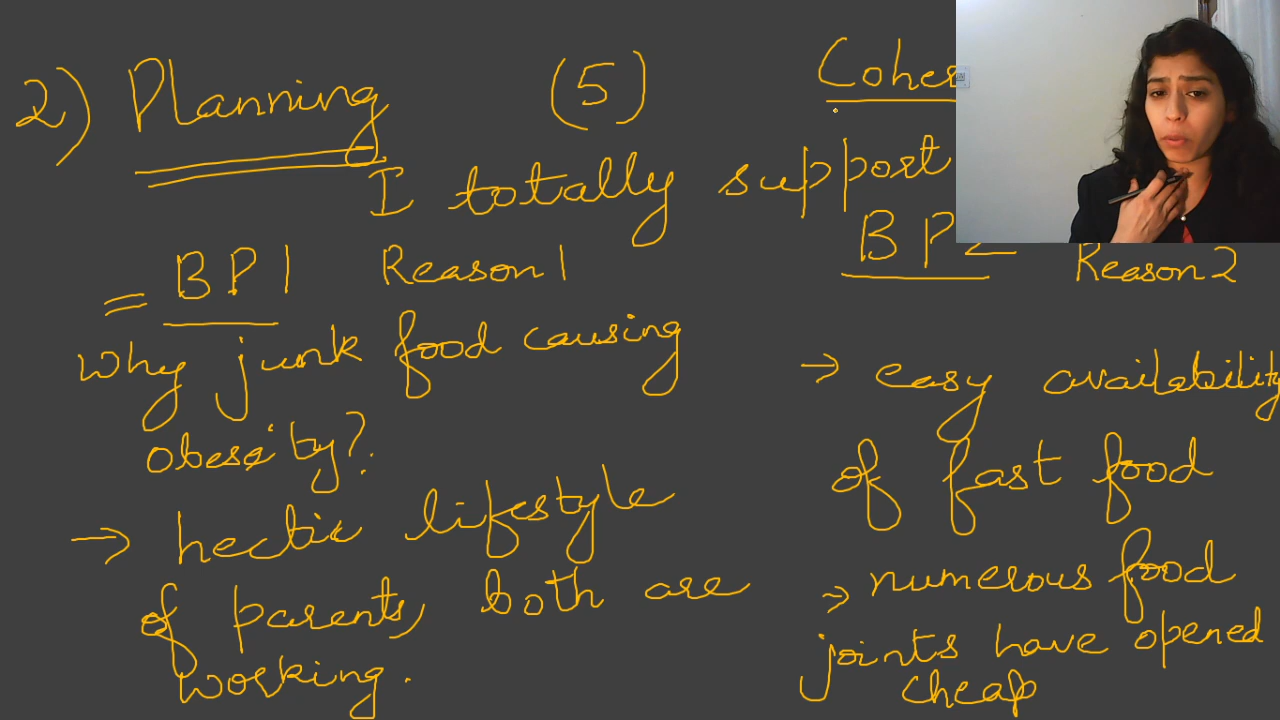 2) Planning (5) Cohe
I totally support
= BP1 Reason 1
BP2 Reason 2
Why junk food causing
obesity?
→ hectic lifestyle
of parents, both are
working.
→ easy availability
of fast food
→ numerous food
joints have opened
cheap